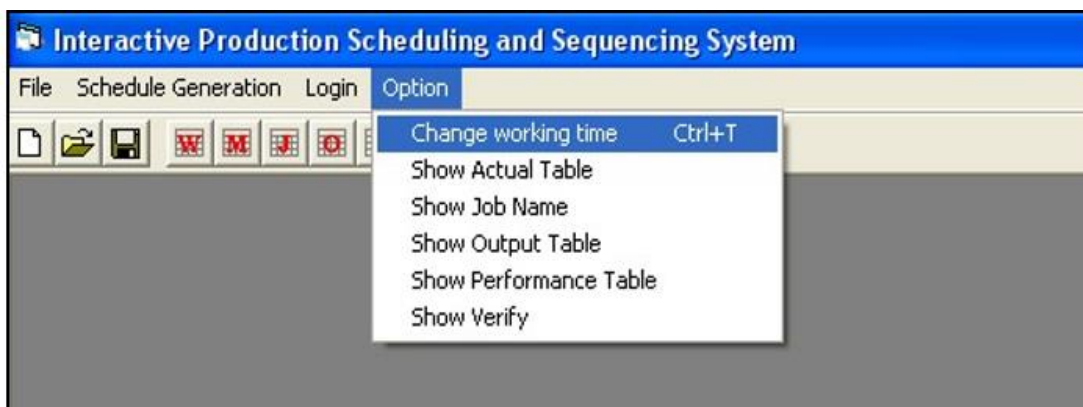 Interactive Production Scheduling and Sequencing System
File Schedule Generation Login Option
W M J O
Change working time Ctrl+T
Show Actual Table
Show Job Name
Show Output Table
Show Performance Table
Show Verify